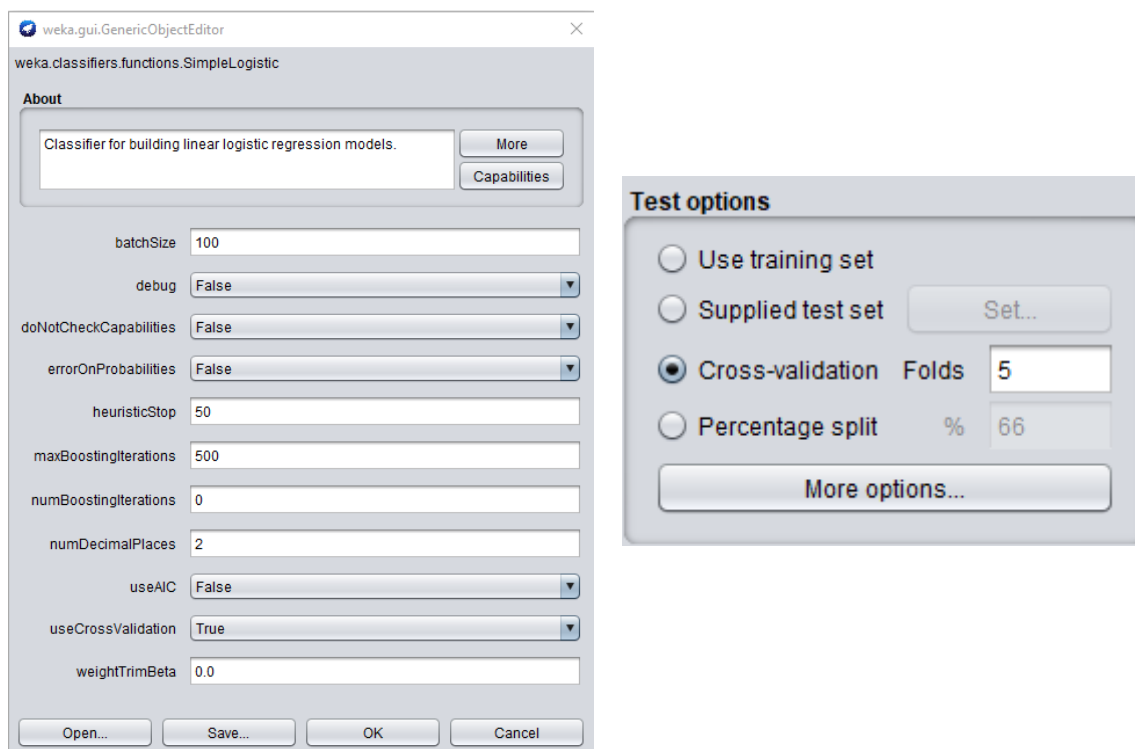 weka.gui.GenericObjectEditor
weka.classifiers.functions.SimpleLogistic
About
Classifier for building linear logistic regression models.
More
Capabilities
batchSize 100
debug False
doNotCheckCapabilities False
errorOnProbabilities False
heuristicStop 50
maxBoostingIterations 500
numBoostingIterations 0
numDecimalPlaces 2
useAIC False
useCrossValidation True
weightTrimBeta 0.0
Open... Save... OK Cancel
Test options
Use training set
Supplied test set Set...
Cross-validation Folds 5
Percentage split % 66
More options...